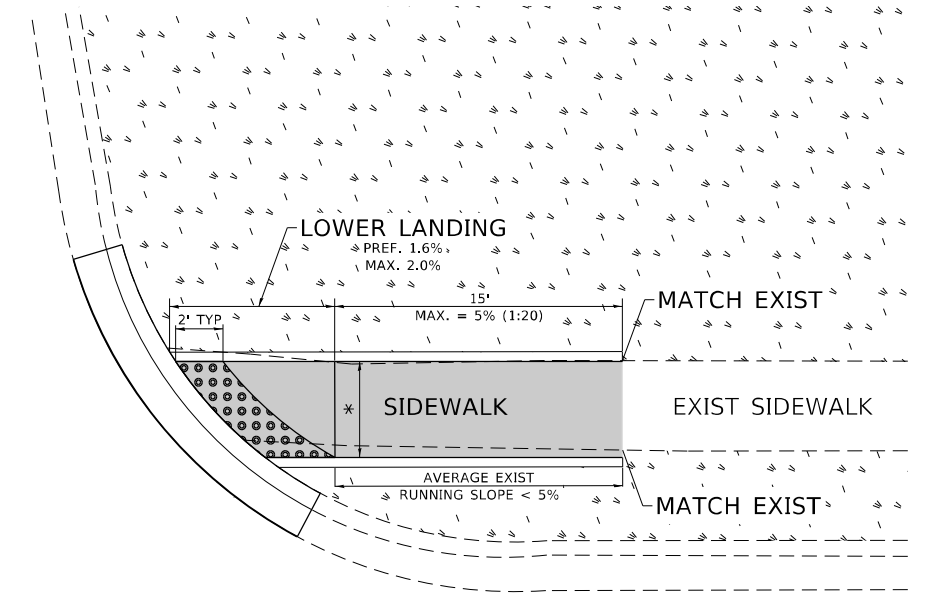 LOWER LANDING
PREF. 1.6%
MAX. 2.0%
15'
MAX. = 5% (1:20)
MATCH EXIST
2' TYP
*
SIDEWALK
EXIST SIDEWALK
AVERAGE EXIST
RUNNING SLOPE < 5%
MATCH EXIST